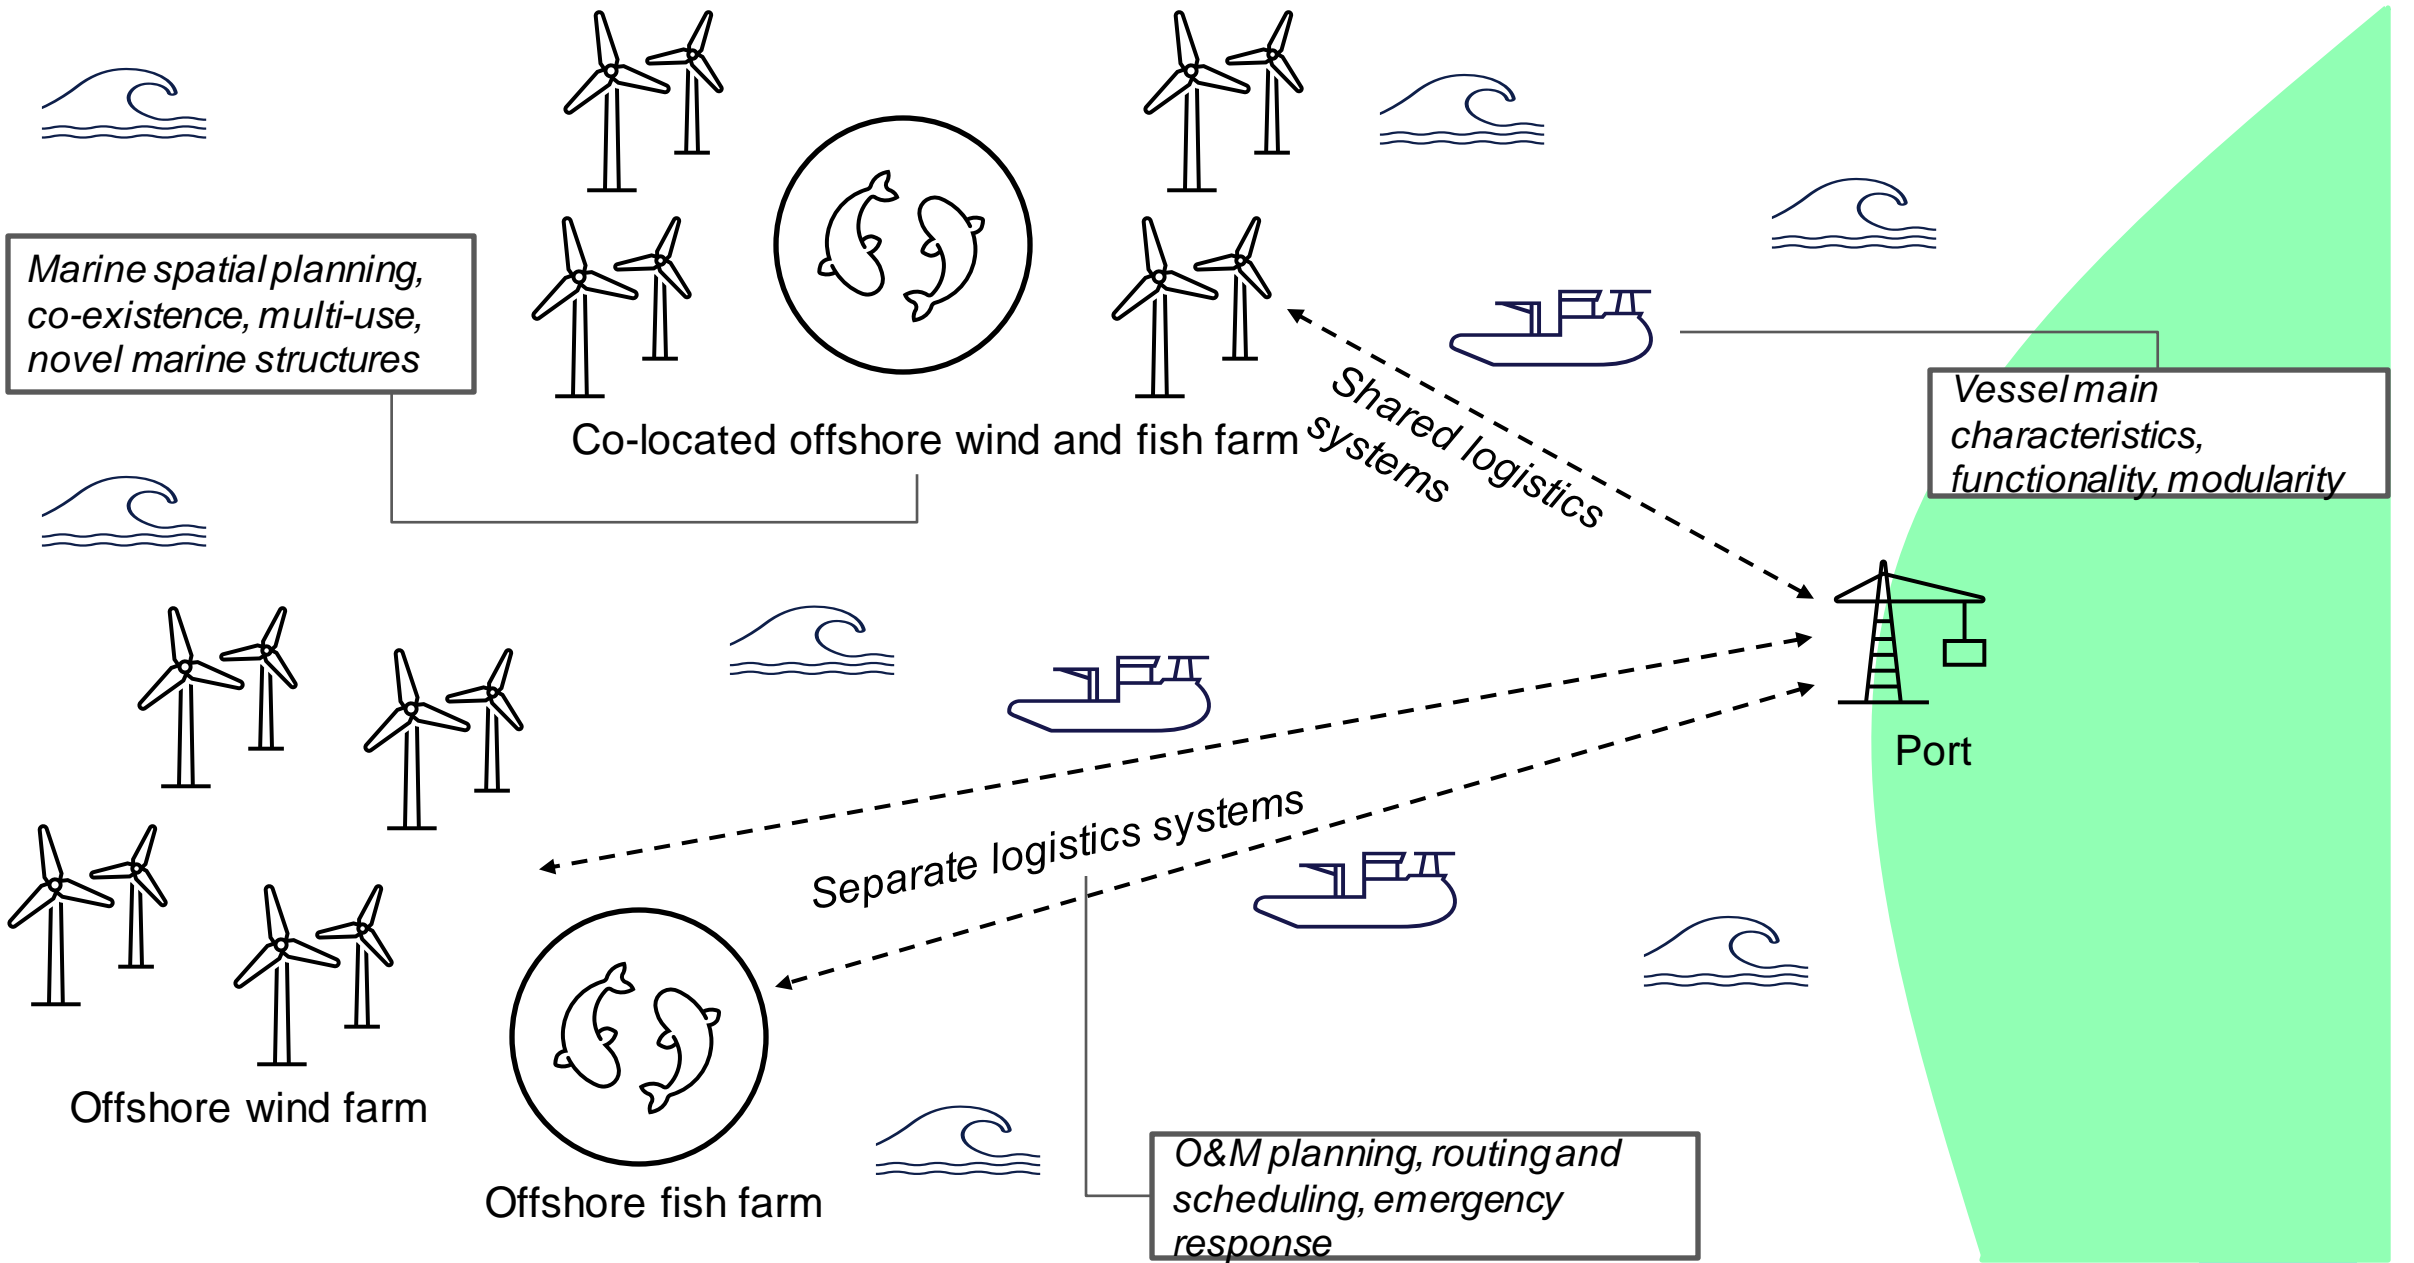 Marine spatial planning,
co-existence, multi-use,
novel marine structures
Co-located offshore wind and fish farm
Shared logistics
systems
Vessel main
characteristics,
functionality, modularity
Port
Separate logistics systems
Offshore wind farm
Offshore fish farm
O&M planning, routing and
scheduling, emergency
response